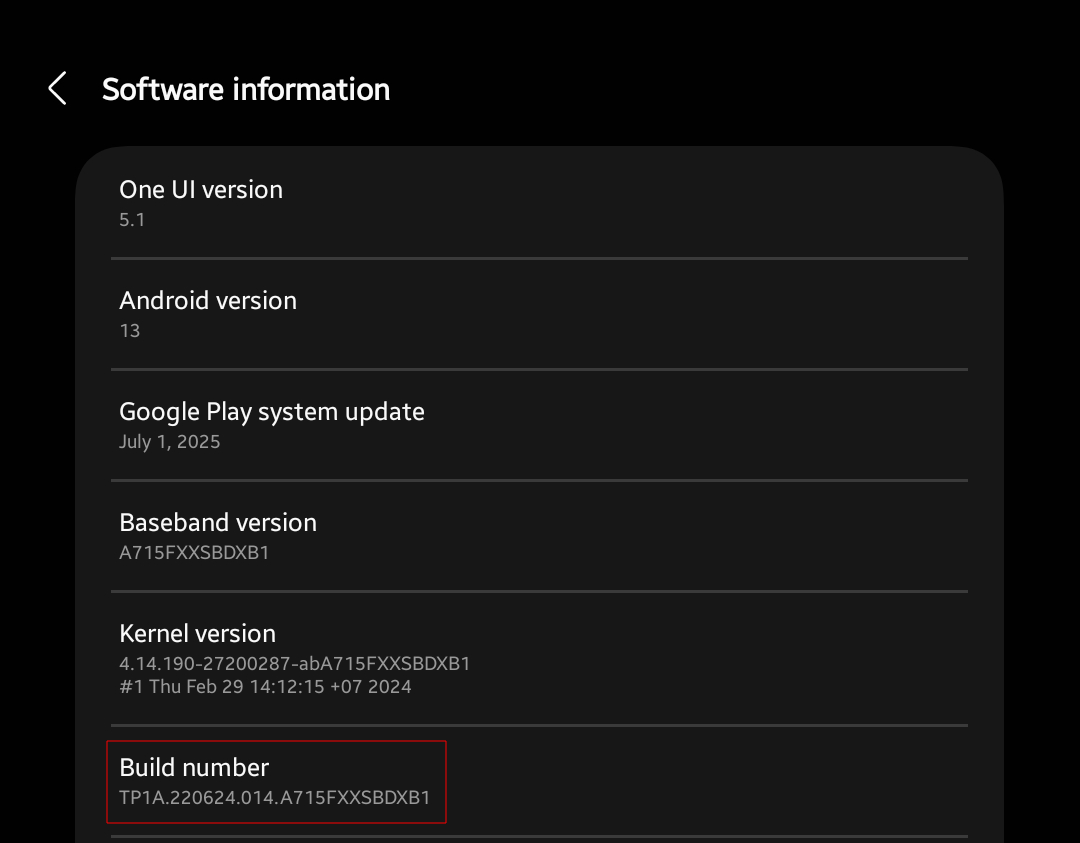 Software information
One UI version
5.1
Android version
13
Google Play system update
July 1, 2025
Baseband version
A715FXXSBDXB1
Kernel version
4.14.190-27200287-abA715FXXSBDXB1
#1 Thu Feb 29 14:12:15 +07 2024
Build number
TP1A.220624.014.A715FXXSBDXB1